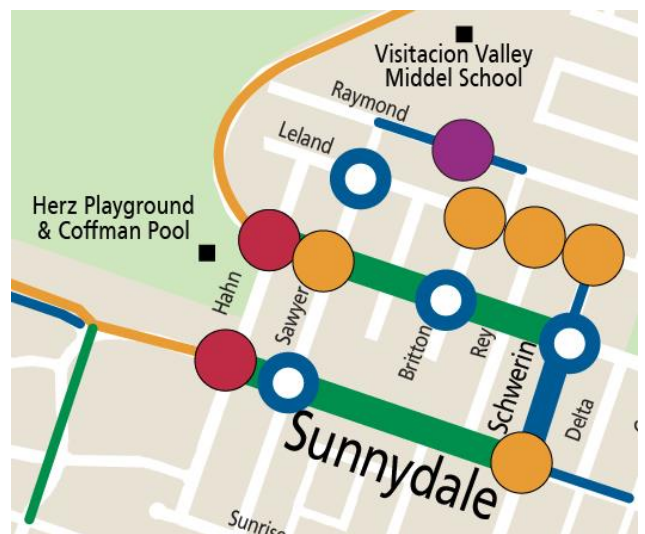 Visitacion Valley
Middel School
Raymond
Leland
Herz Playground
& Coffman Pool
Hahn
Sawyer
Britton
Rey
Schwerin
Delta
Sunnydale